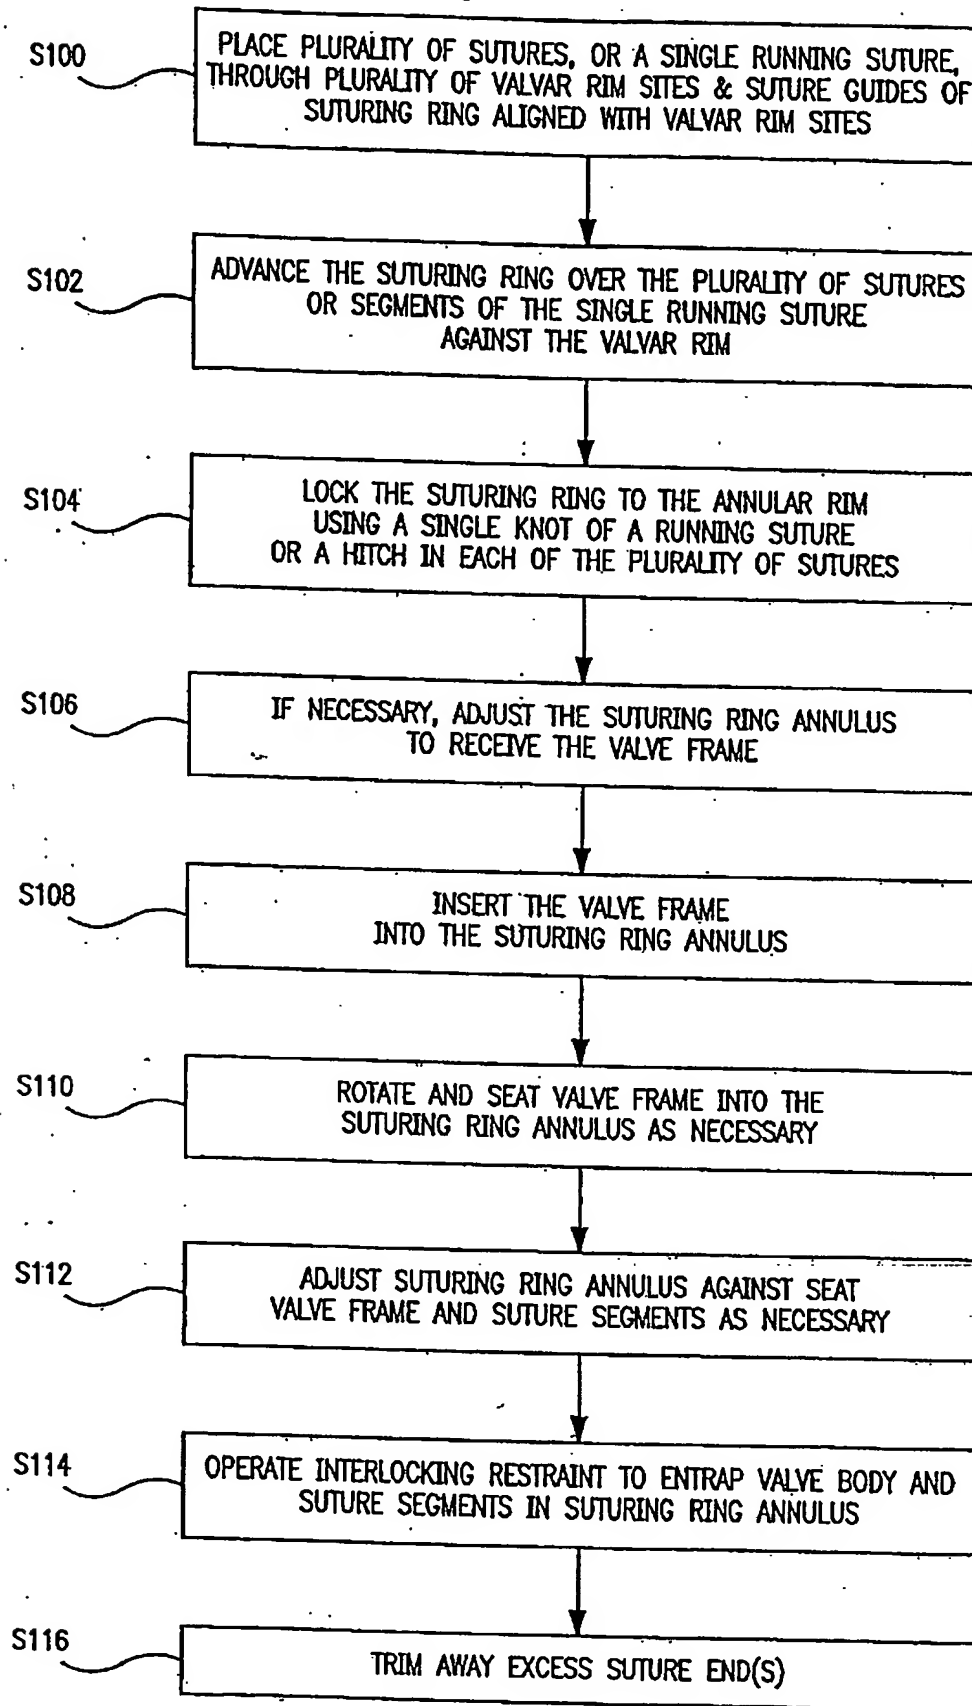 S100
PLACE PLURALITY OF SUTURES, OR A SINGLE RUNNING SUTURE,
THROUGH PLURALITY OF VALVAR RIM SITES & SUTURE GUIDES OF
SUTURING RING ALIGNED WITH VALVAR RIM SITES
S102
ADVANCE THE SUTURING RING OVER THE PLURALITY OF SUTURES
OR SEGMENTS OF THE SINGLE RUNNING SUTURE
AGAINST THE VALVAR RIM
S104
LOCK THE SUTURING RING TO THE ANNULAR RIM
USING A SINGLE KNOT OF A RUNNING SUTURE
OR A HITCH IN EACH OF THE PLURALITY OF SUTURES
S106
IF NECESSARY, ADJUST THE SUTURING RING ANNULUS
TO RECEIVE THE VALVE FRAME
S108
INSERT THE VALVE FRAME
INTO THE SUTURING RING ANNULUS
S110
ROTATE AND SEAT VALVE FRAME INTO THE
SUTURING RING ANNULUS AS NECESSARY
S112
ADJUST SUTURING RING ANNULUS AGAINST SEAT
VALVE FRAME AND SUTURE SEGMENTS AS NECESSARY
S114
OPERATE INTERLOCKING RESTRAINT TO ENTRAP VALVE BODY AND
SUTURE SEGMENTS IN SUTURING RING ANNULUS
S116
TRIM AWAY EXCESS SUTURE END(S)